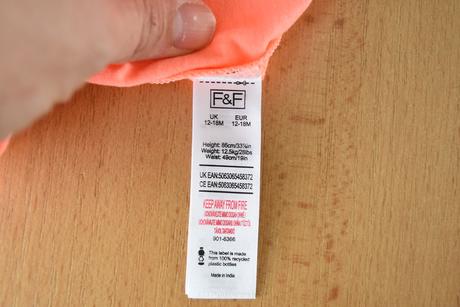 F&F
UK EUR
12-18M 12-18M
Height: 86cm/33¾in
Weight: 12.5kg/28lbs
Waist: 49cm/19in
UK EAN:5063065458372
CE EAN:5063065458372
KEEP AWAY FROM FIRE
901-6366
This label is made
from 100% recycled
plastic bottles
Made in India